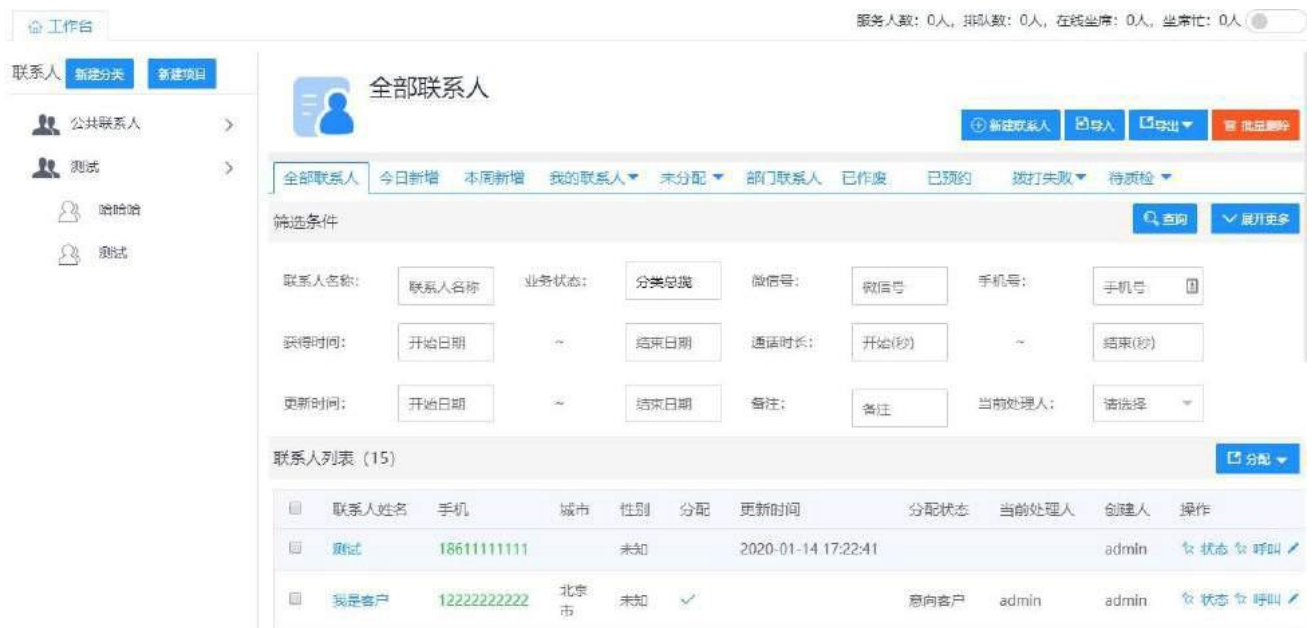 工作台
服务人数: 0人, 排队数: 0人, 在线坐席: 0人, 坐席忙: 0人
联系人 新建分类 新建项目
公共联系人
测试
哈哈哈
测试
全部联系人
新建联系人 导入 导出 批量删除
全部联系人 今日新增 本周新增 我的联系人 未分配 部门联系人 已作废 已预约 拨打失败 待质检
筛选条件 查询 展开更多
联系人名称: 联系人名称 业务状态: 分类总揽 微信号: 微信号 手机号: 手机号
获得时间: 开始日期 ~ 结束日期 通话时长: 开始(秒) ~ 结束(秒)
更新时间: 开始日期 ~ 结束日期 备注: 备注 当前处理人: 请选择
联系人列表 (15) 分配
联系人姓名 手机 城市 性别 分配 更新时间 分配状态 当前处理人 创建人 操作
测试 18611111111 未知 2020-01-14 17:22:41 admin 状态 呼叫
我是客户 12222222222 北京市 未知 意向客户 admin admin 状态 呼叫